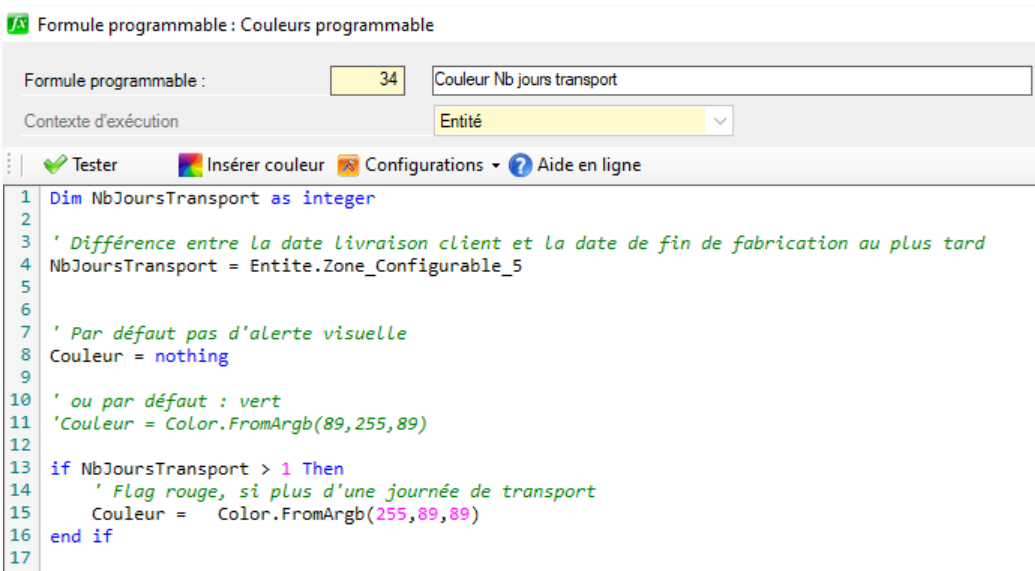 fx Formule programmable : Couleurs programmable
Formule programmable : 34 Couleur Nb jours transport
Contexte d'exécution Entité
Tester Insérer couleur Configurations ? Aide en ligne
1 Dim NbJoursTransport as integer
2
3 ' Différence entre la date livraison client et la date de fin de fabrication au plus tard
4 NbJoursTransport = Entite.Zone_Configurable_5
5
6
7 ' Par défaut pas d'alerte visuelle
8 Couleur = nothing
9
10 ' ou par défaut : vert
11 'Couleur = Color.FromArgb(89,255,89)
12
13 if NbJoursTransport > 1 Then
14     ' Flag rouge, si plus d'une journée de transport
15     Couleur =   Color.FromArgb(255,89,89)
16 end if
17